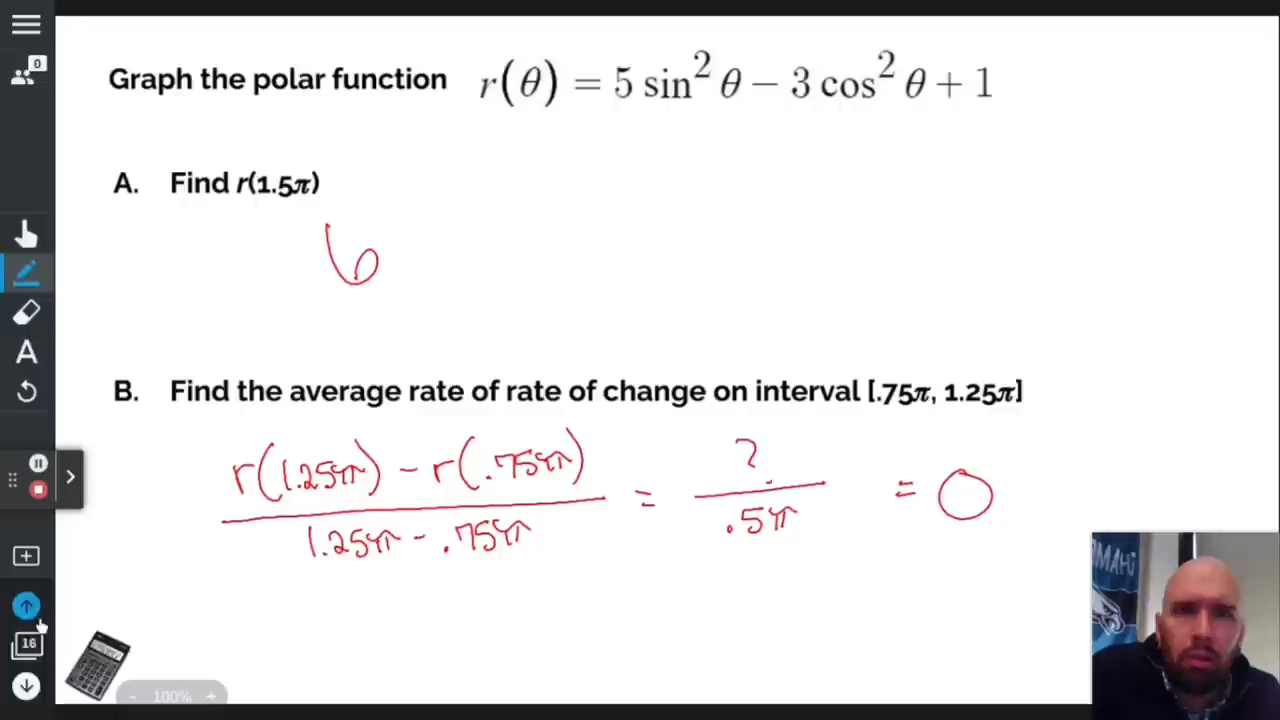 0
Graph the polar function r(θ) = 5 sin² θ − 3 cos² θ + 1
A. Find r(1.5π)
6
B. Find the average rate of rate of change on interval [.75π, 1.25π]
r(1.25π) − r(.75π) / 1.25π − .75π = ? / .5π = 0
A
16
100%